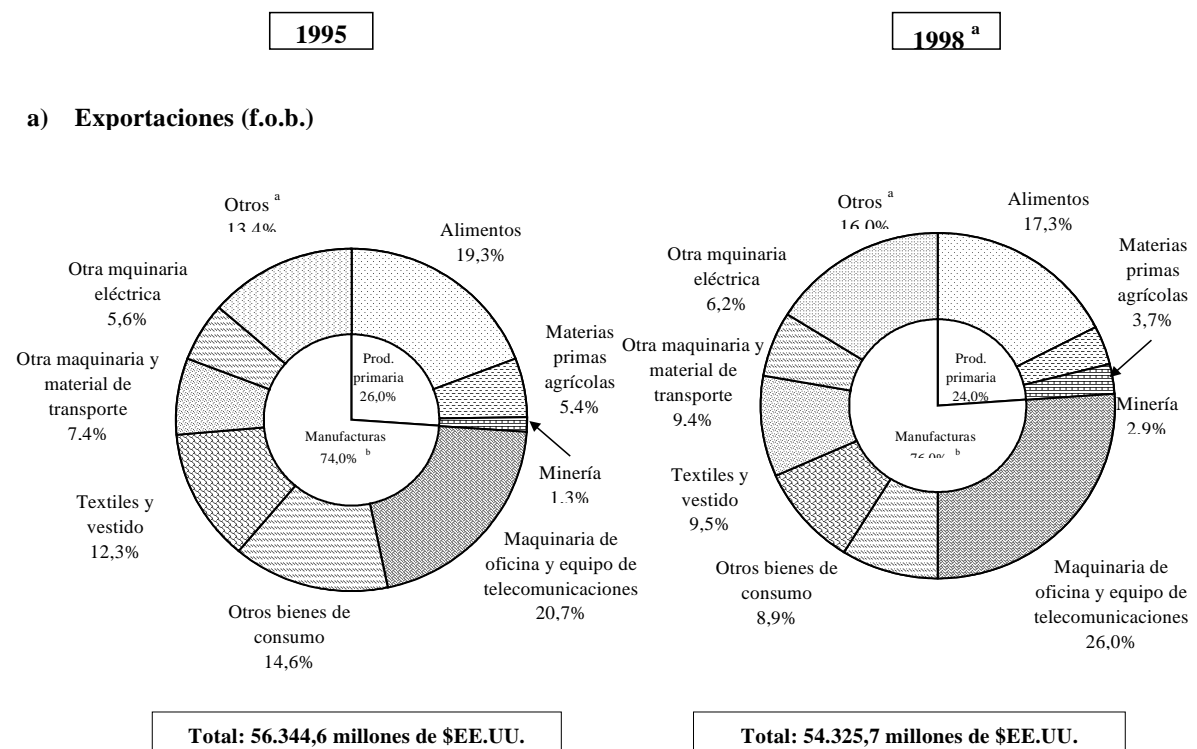 1995
1998 a
a) Exportaciones (f.o.b.)
Otros a
13,4%
Alimentos
19,3%
Otra mquinaria
eléctrica
5,6%
Materias
primas
agrícolas
5,4%
Otra maquinaria y
material de
transporte
7,4%
Prod.
primaria
26,0%
Manufacturas
74,0% b
Minería
1,3%
Textiles y
vestido
12,3%
Maquinaria de
oficina y equipo de
telecomunicaciones
20,7%
Otros bienes de
consumo
14,6%
Total: 56.344,6 millones de $EE.UU.
Otros a
16,0%
Alimentos
17,3%
Otra mquinaria
eléctrica
6,2%
Materias
primas
agrícolas
3,7%
Otra maquinaria y
material de
transporte
9,4%
Prod.
primaria
24,0%
Manufacturas
76,0% b
Minería
2,9%
Textiles y
vestido
9,5%
Maquinaria de
oficina y equipo de
telecomunicaciones
26,0%
Otros bienes de
consumo
8,9%
Total: 54.325,7 millones de $EE.UU.